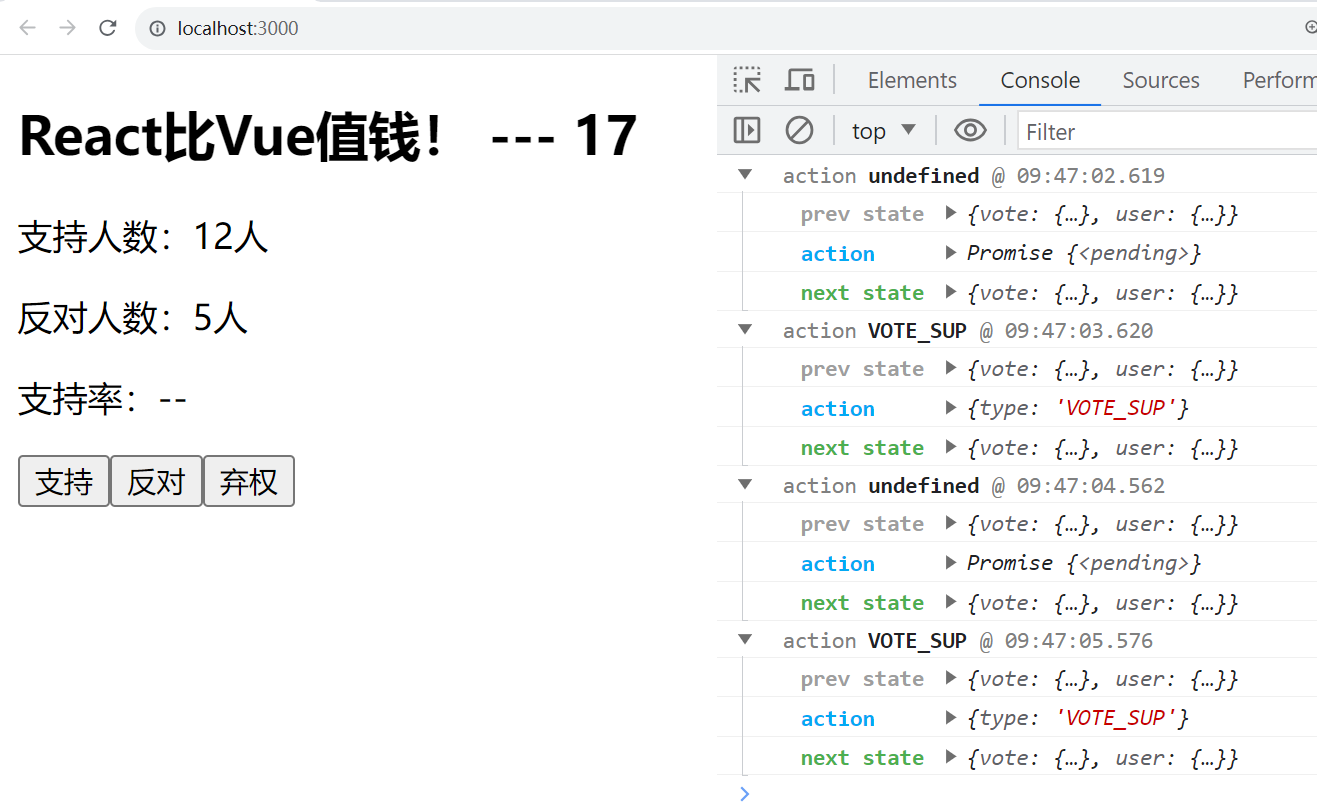 localhost:3000
React比Vue值钱！ --- 17
支持人数：12人
反对人数：5人
支持率：--
支持 反对 弃权
Elements Console Sources Perform
top Filter
action undefined @ 09:47:02.619
prev state {vote: {…}, user: {…}}
action Promise {<pending>}
next state {vote: {…}, user: {…}}
action VOTE_SUP @ 09:47:03.620
prev state {vote: {…}, user: {…}}
action {type: 'VOTE_SUP'}
next state {vote: {…}, user: {…}}
action undefined @ 09:47:04.562
prev state {vote: {…}, user: {…}}
action Promise {<pending>}
next state {vote: {…}, user: {…}}
action VOTE_SUP @ 09:47:05.576
prev state {vote: {…}, user: {…}}
action {type: 'VOTE_SUP'}
next state {vote: {…}, user: {…}}